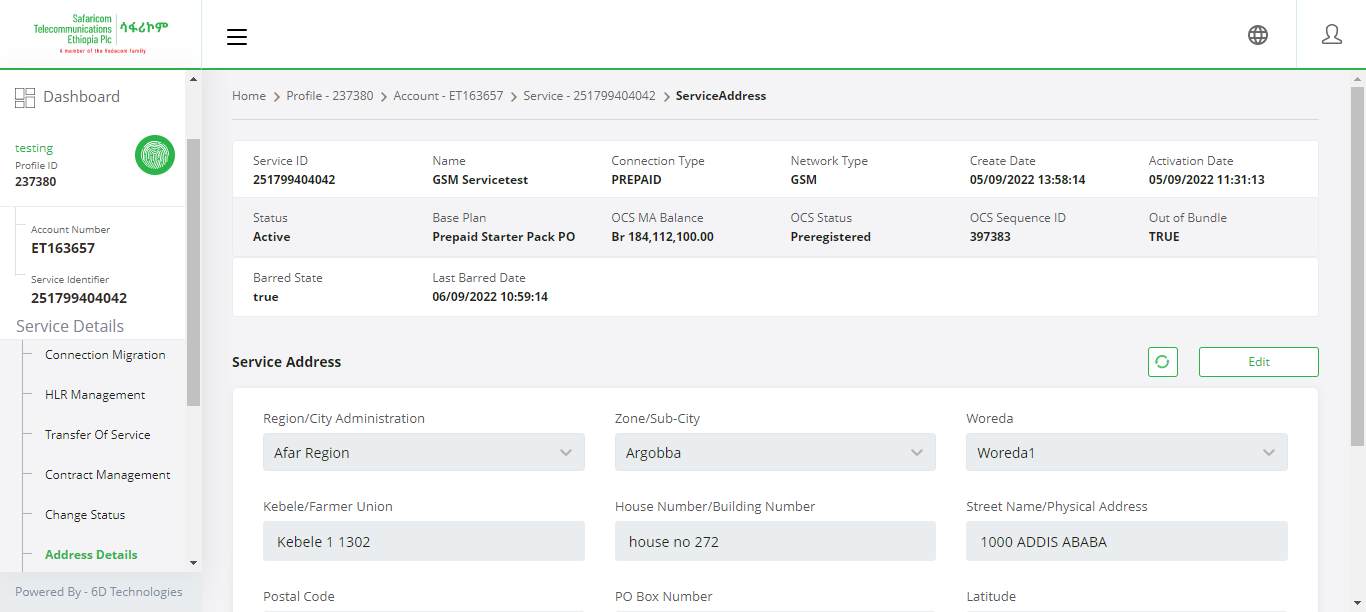 Safaricom
Telecommunications
Ethiopia Plc
ሳፋሪኮም
A member of the Vodacom family
Dashboard
testing
Profile ID
237380
Account Number
ET163657
Service Identifier
251799404042
Service Details
Connection Migration
HLR Management
Transfer Of Service
Contract Management
Change Status
Address Details
Powered By - 6D Technologies
Home > Profile - 237380 > Account - ET163657 > Service - 251799404042 > ServiceAddress
Service ID Name Connection Type Network Type Create Date Activation Date
251799404042 GSM Servicetest PREPAID GSM 05/09/2022 13:58:14 05/09/2022 11:31:13
Status Base Plan OCS MA Balance OCS Status OCS Sequence ID Out of Bundle
Active Prepaid Starter Pack PO Br 184,112,100.00 Preregistered 397383 TRUE
Barred State Last Barred Date
true 06/09/2022 10:59:14
Service Address Edit
Region/City Administration Zone/Sub-City Woreda
Afar Region Argobba Woreda1
Kebele/Farmer Union House Number/Building Number Street Name/Physical Address
Kebele 1 1302 house no 272 1000 ADDIS ABABA
Postal Code PO Box Number Latitude